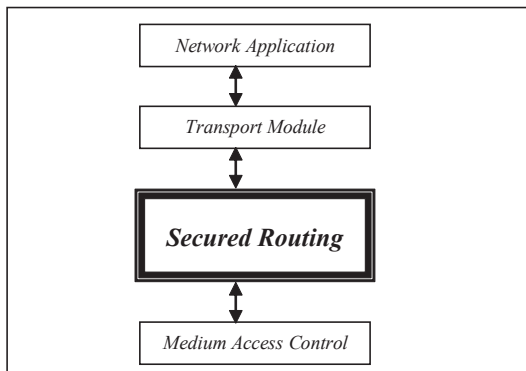 Network Application
Transport Module
Secured Routing
Medium Access Control